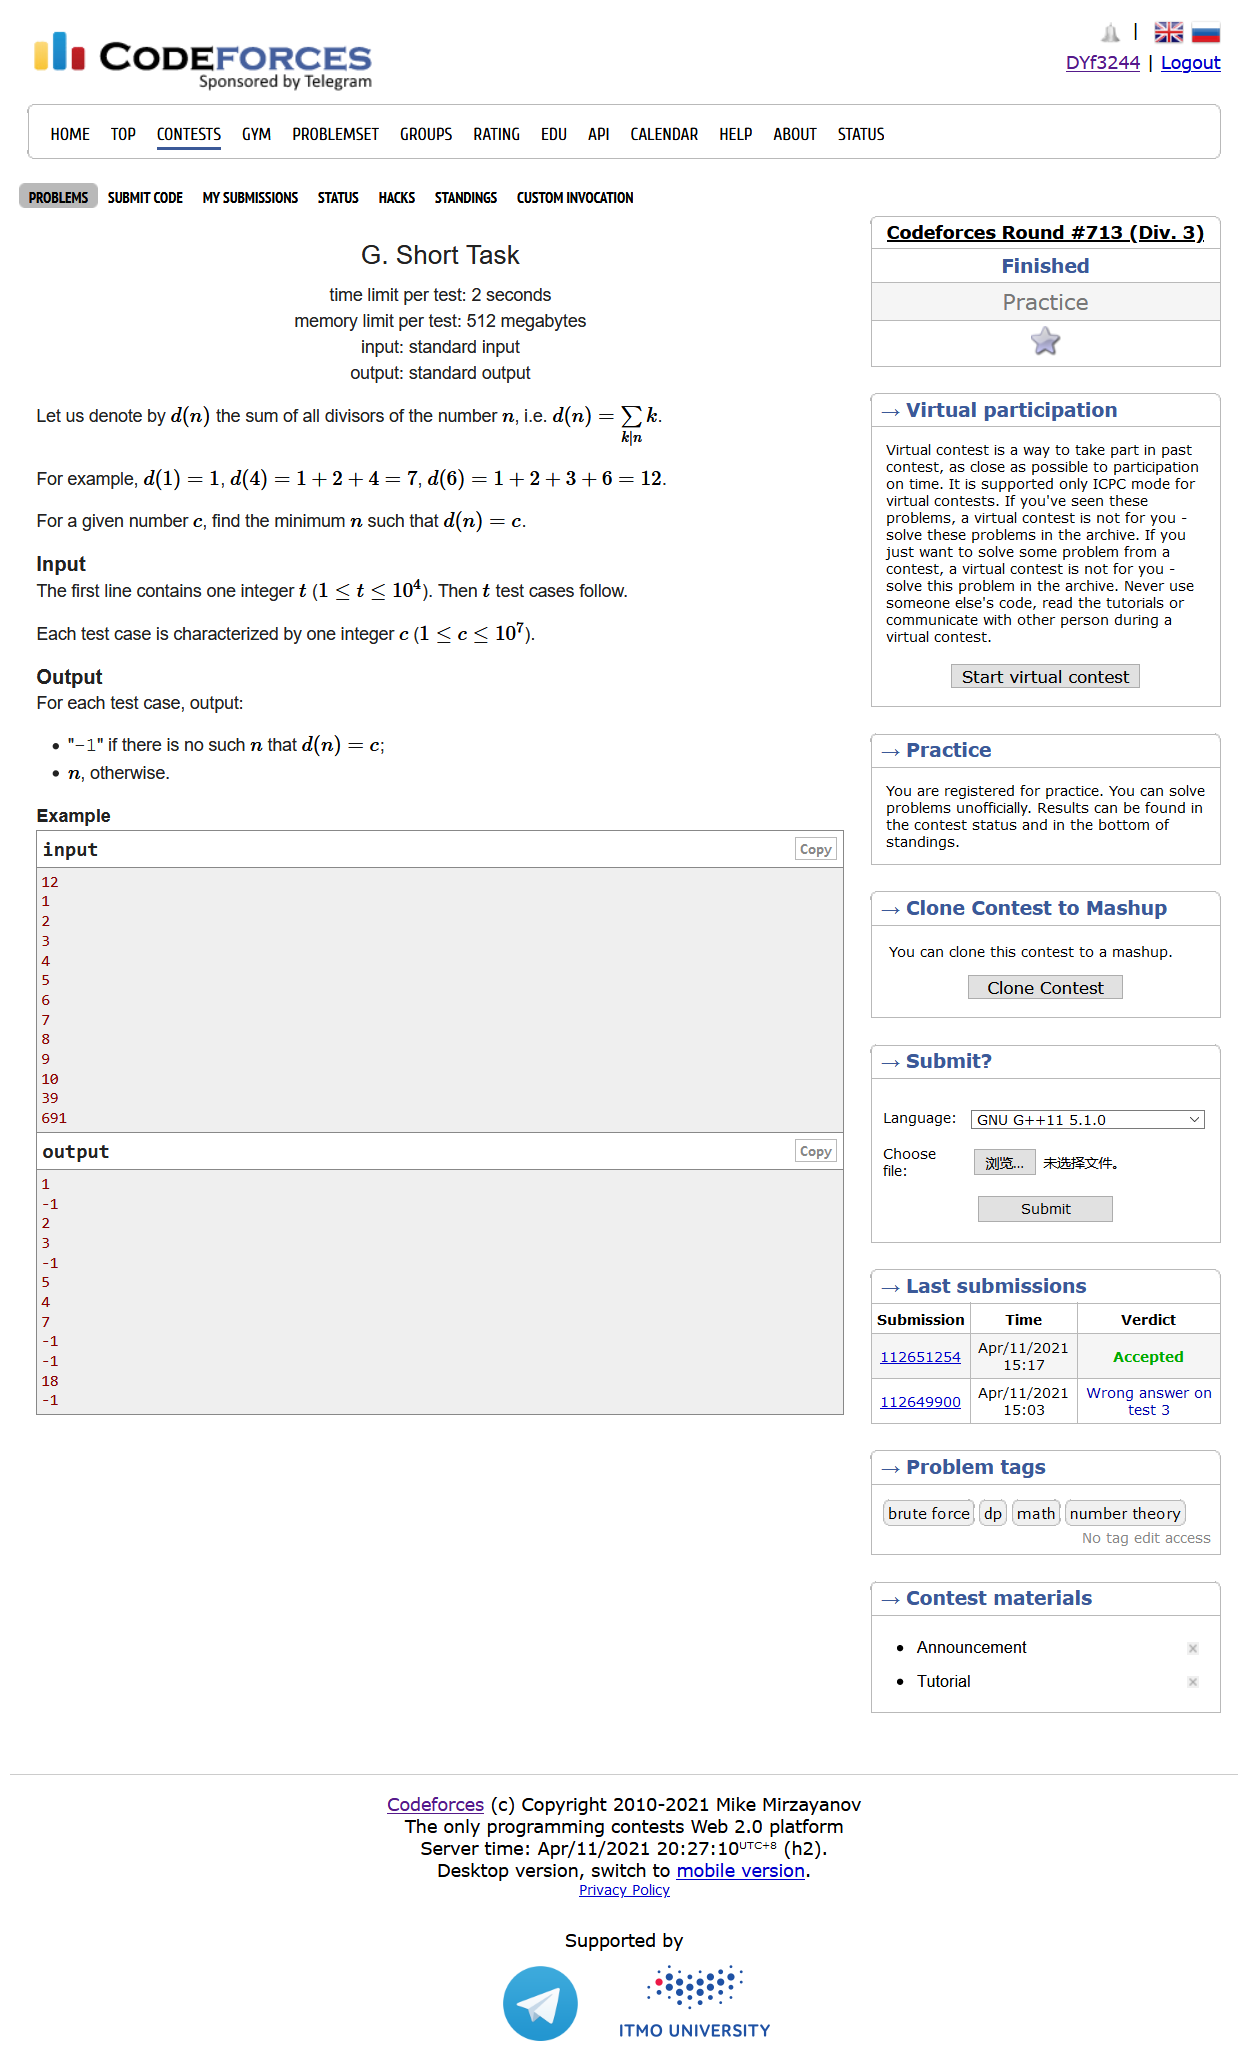 CODEFORCES
Sponsored by Telegram
|
DYf3244 | Logout
HOME TOP CONTESTS GYM PROBLEMSET GROUPS RATING EDU API CALENDAR HELP ABOUT STATUS
PROBLEMS SUBMIT CODE MY SUBMISSIONS STATUS HACKS STANDINGS CUSTOM INVOCATION
G. Short Task
time limit per test: 2 seconds
memory limit per test: 512 megabytes
input: standard input
output: standard output
Let us denote by d(n) the sum of all divisors of the number n, i.e. d(n) = ∑ k.
k|n
For example, d(1) = 1, d(4) = 1 + 2 + 4 = 7, d(6) = 1 + 2 + 3 + 6 = 12.
For a given number c, find the minimum n such that d(n) = c.
Input
The first line contains one integer t (1 ≤ t ≤ 10⁴). Then t test cases follow.
Each test case is characterized by one integer c (1 ≤ c ≤ 10⁷).
Output
For each test case, output:
• "-1" if there is no such n that d(n) = c;
• n, otherwise.
Example
input Copy
12
1
2
3
4
5
6
7
8
9
10
39
691
output Copy
1
-1
2
3
-1
5
4
7
-1
-1
18
-1
Codeforces Round #713 (Div. 3)
Finished
Practice
→ Virtual participation
Virtual contest is a way to take part in past
contest, as close as possible to participation
on time. It is supported only ICPC mode for
virtual contests. If you've seen these
problems, a virtual contest is not for you -
solve these problems in the archive. If you
just want to solve some problem from a
contest, a virtual contest is not for you -
solve this problem in the archive. Never use
someone else's code, read the tutorials or
communicate with other person during a
virtual contest.
Start virtual contest
→ Practice
You are registered for practice. You can solve
problems unofficially. Results can be found in
the contest status and in the bottom of
standings.
→ Clone Contest to Mashup
You can clone this contest to a mashup.
Clone Contest
→ Submit?
Language: GNU G++11 5.1.0
Choose
file:
浏览... 未选择文件。
Submit
→ Last submissions
Submission Time Verdict
112651254 Apr/11/2021
15:17 Accepted
112649900 Apr/11/2021
15:03 Wrong answer on
test 3
→ Problem tags
brute force dp math number theory
No tag edit access
→ Contest materials
• Announcement ×
• Tutorial ×
Codeforces (c) Copyright 2010-2021 Mike Mirzayanov
The only programming contests Web 2.0 platform
Server time: Apr/11/2021 20:27:10 UTC+8 (h2).
Desktop version, switch to mobile version.
Privacy Policy
Supported by
ITMO UNIVERSITY